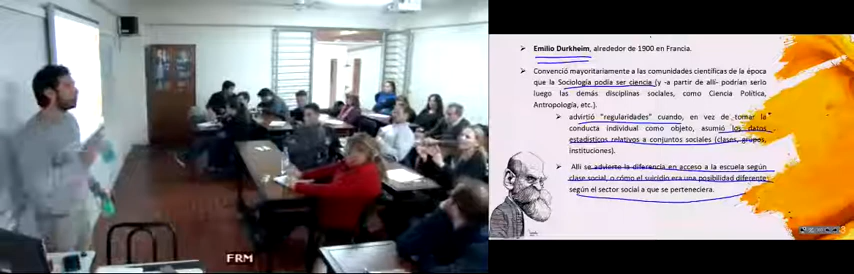 Emilio Durkheim, alrededor de 1900 en Francia.
Convenció mayoritariamente a las comunidades científicas de la época
que la Sociología podía ser ciencia (y -a partir de allí- podrían serlo
luego las demás disciplinas sociales, como Ciencia Política,
Antropología, etc.).
advirtió "regularidades" cuando, en vez de tomar la
conducta individual como objeto, asumió los datos
estadísticos relativos a conjuntos sociales (clases, grupos,
instituciones).
Allí se advierte la diferencia en acceso a la escuela según
clase social, o cómo el suicidio era una posibilidad diferente
según el sector social a que se perteneciera.
FRM